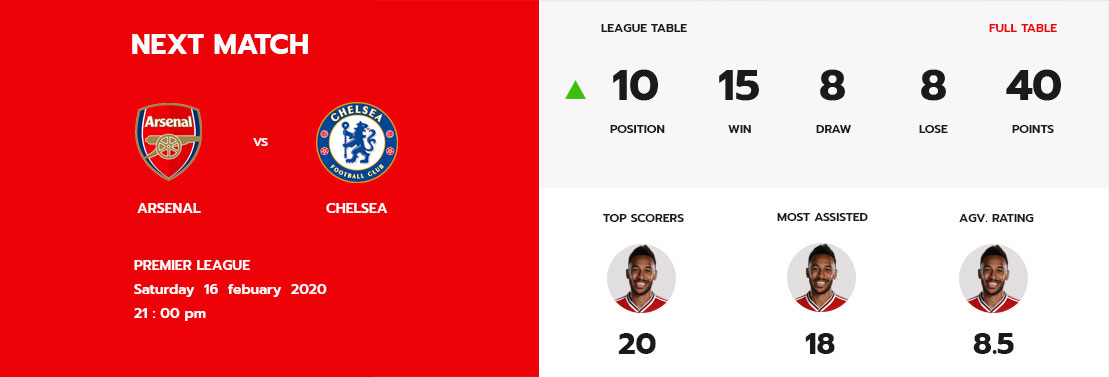 NEXT MATCH
Arsenal
CHELSEA
FOOTBALL CLUB
vs
ARSENAL
CHELSEA
PREMIER LEAGUE
Saturday 16 febuary 2020
21 : 00 pm
LEAGUE TABLE
FULL TABLE
10 15 8 8 40
POSITION WIN DRAW LOSE POINTS
TOP SCORERS MOST ASSISTED AGV. RATING
20 18 8.5